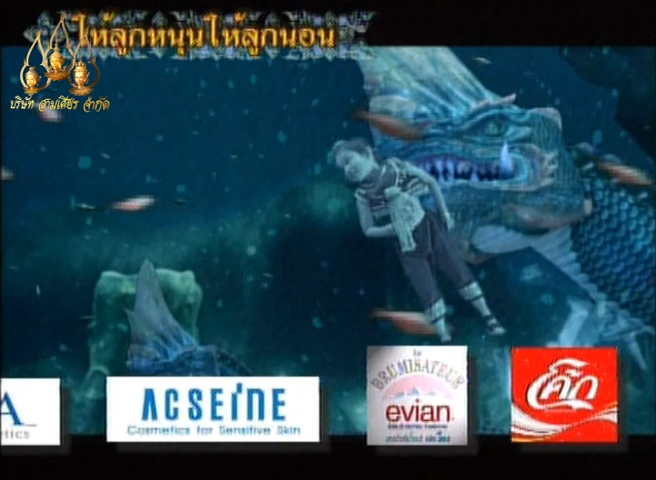 ให้ลูกหนุนให้ลูกนอน
บริษัท สามเศียร จำกัด
A
etics
ACSEINE
Cosmetics for Sensitive Skin
BRUMISATEUR
evian
โค้ก